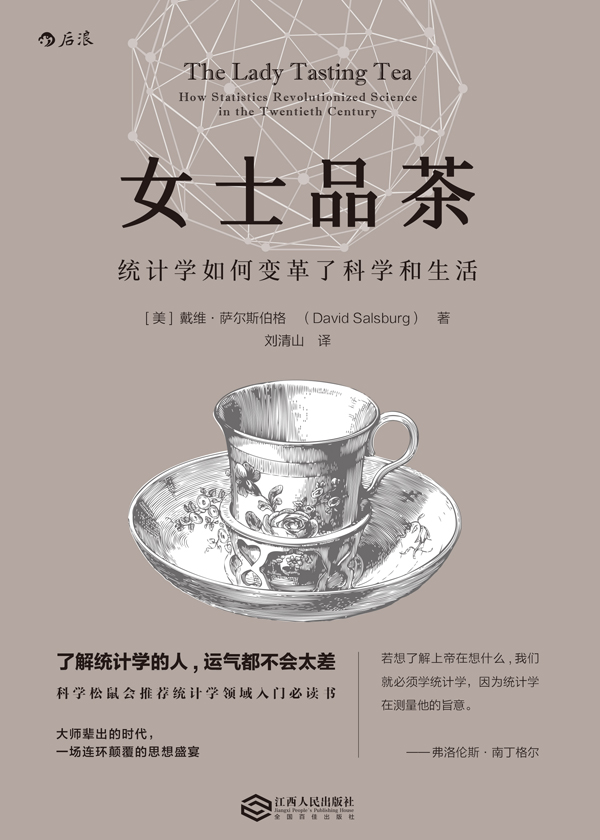 后浪
The Lady Tasting Tea
How Statistics Revolutionized Science
in the Twentieth Century
女士品茶
统计学如何变革了科学和生活
[美] 戴维·萨尔斯伯格 （David Salsburg） 著
刘清山 译
了解统计学的人，运气都不会太差
科学松鼠会推荐统计学领域入门必读书
大师辈出的时代，
一场连环颠覆的思想盛宴
若想了解上帝在想什么，我们
就必须学统计学，因为统计学
在测量他的旨意。
——弗洛伦斯·南丁格尔
江西人民出版社
Jiangxi People's Publishing House
全国百佳出版社